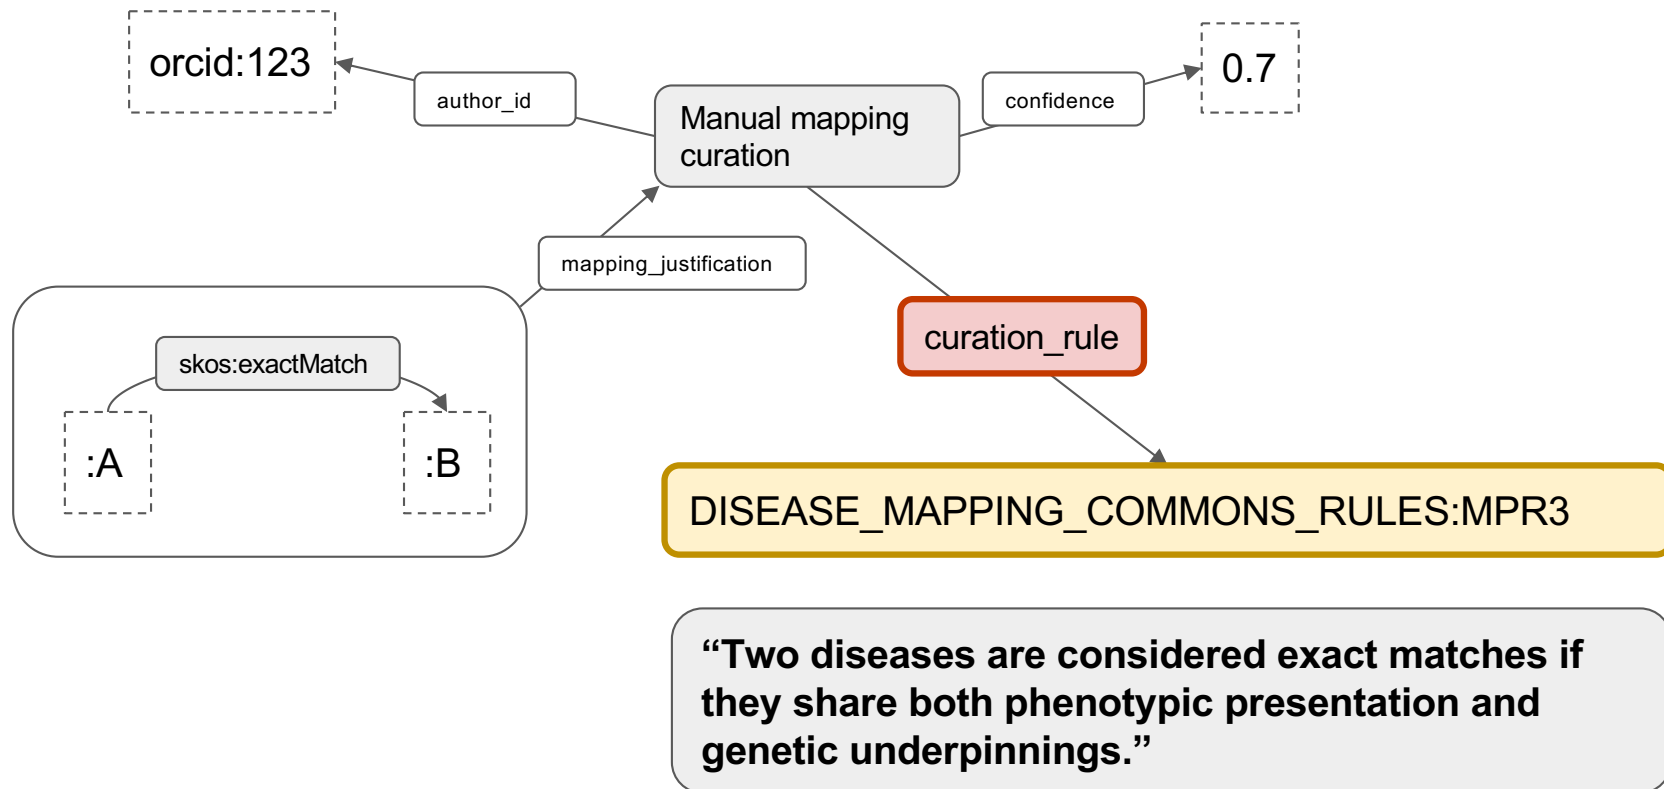 orcid:123
author_id
Manual mapping
curation
confidence
0.7
mapping_justification
skos:exactMatch
:A
:B
curation_rule
DISEASE_MAPPING_COMMONS_RULES:MPR3
“Two diseases are considered exact matches if
they share both phenotypic presentation and
genetic underpinnings.”